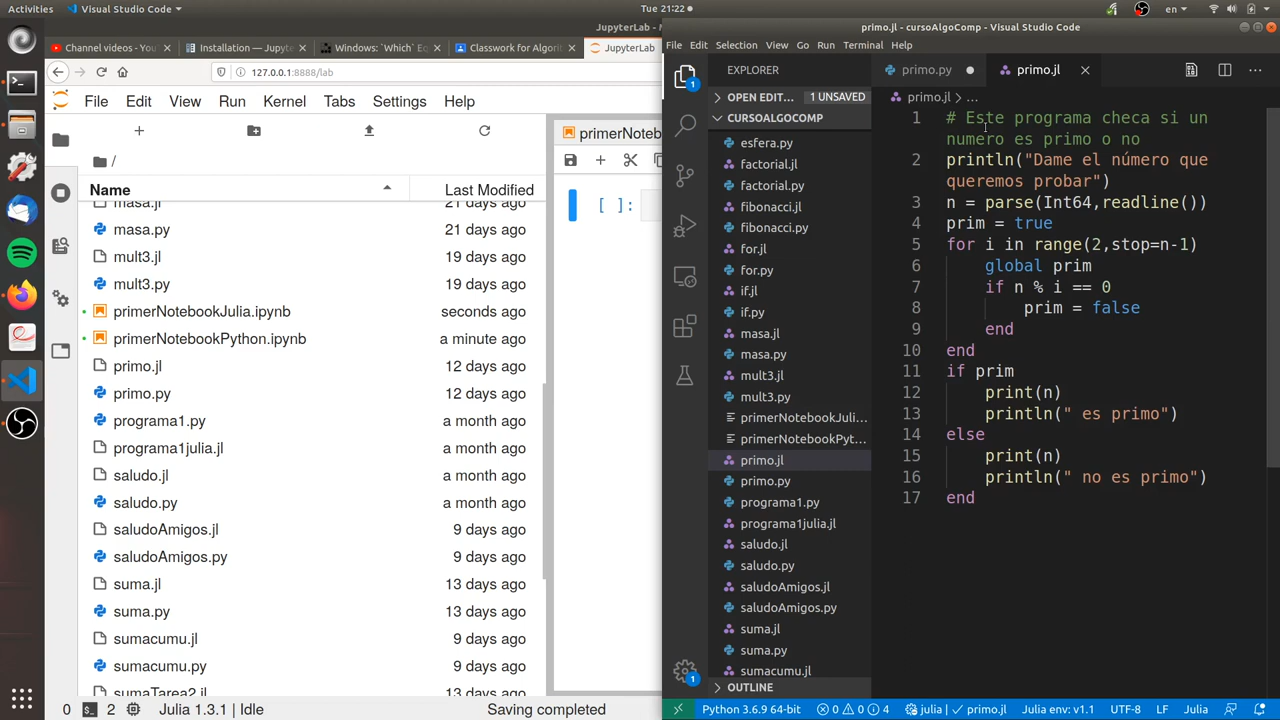 Activities
Visual Studio Code
Tue 21:22
en
JupyterLab - M
Channel videos - You
Installation — Jupyte
Windows: `Which` Eq
Classwork for Algorit
JupyterLab
127.0.0.1:8888/lab
File Edit View Run Kernel Tabs Settings Help
/
Name
Last Modified
masa.jl 21 days ago
masa.py 21 days ago
mult3.jl 19 days ago
mult3.py 19 days ago
primerNotebookJulia.ipynb seconds ago
primerNotebookPython.ipynb a minute ago
primo.jl 12 days ago
primo.py 12 days ago
programa1.py a month ago
programa1julia.jl a month ago
saludo.jl a month ago
saludo.py a month ago
saludoAmigos.jl 9 days ago
saludoAmigos.py 9 days ago
suma.jl 13 days ago
suma.py 13 days ago
sumacumu.jl 9 days ago
sumacumu.py 9 days ago
sumaTarea2.jl 13 days ago
0 2 Julia 1.3.1 | Idle Saving completed
primerNoteb
[ ]:
primo.jl - cursoAlgoComp - Visual Studio Code
File Edit Selection View Go Run Terminal Help
EXPLORER
OPEN EDIT... 1 UNSAVED
CURSOALGOCOMP
esfera.py
factorial.jl
factorial.py
fibonacci.jl
fibonacci.py
for.jl
for.py
if.jl
if.py
masa.jl
masa.py
mult3.jl
mult3.py
primerNotebookJuli...
primerNotebookPyt...
primo.jl
primo.py
programa1.py
programa1julia.jl
saludo.jl
saludo.py
saludoAmigos.jl
saludoAmigos.py
suma.jl
suma.py
sumacumu.jl
OUTLINE
1
1
primo.py
primo.jl
primo.jl > ...
1 # Este programa checa si un
numero es primo o no
2 println("Dame el número que
queremos probar")
3 n = parse(Int64,readline())
4 prim = true
5 for i in range(2,stop=n-1)
6 global prim
7 if n % i == 0
8 prim = false
9 end
10 end
11 if prim
12 print(n)
13 println(" es primo")
14 else
15 print(n)
16 println(" no es primo")
17 end
Python 3.6.9 64-bit 0 0 4 julia | ✓ primo.jl Julia env: v1.1 UTF-8 LF Julia